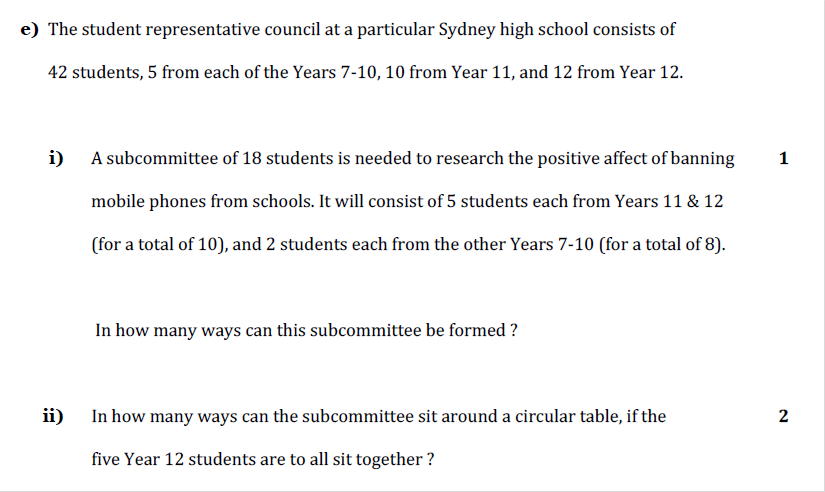 e) The student representative council at a particular Sydney high school consists of
42 students, 5 from each of the Years 7-10, 10 from Year 11, and 12 from Year 12.
i) A subcommittee of 18 students is needed to research the positive affect of banning 1
mobile phones from schools. It will consist of 5 students each from Years 11 & 12
(for a total of 10), and 2 students each from the other Years 7-10 (for a total of 8).
In how many ways can this subcommittee be formed ?
ii) In how many ways can the subcommittee sit around a circular table, if the 2
five Year 12 students are to all sit together ?